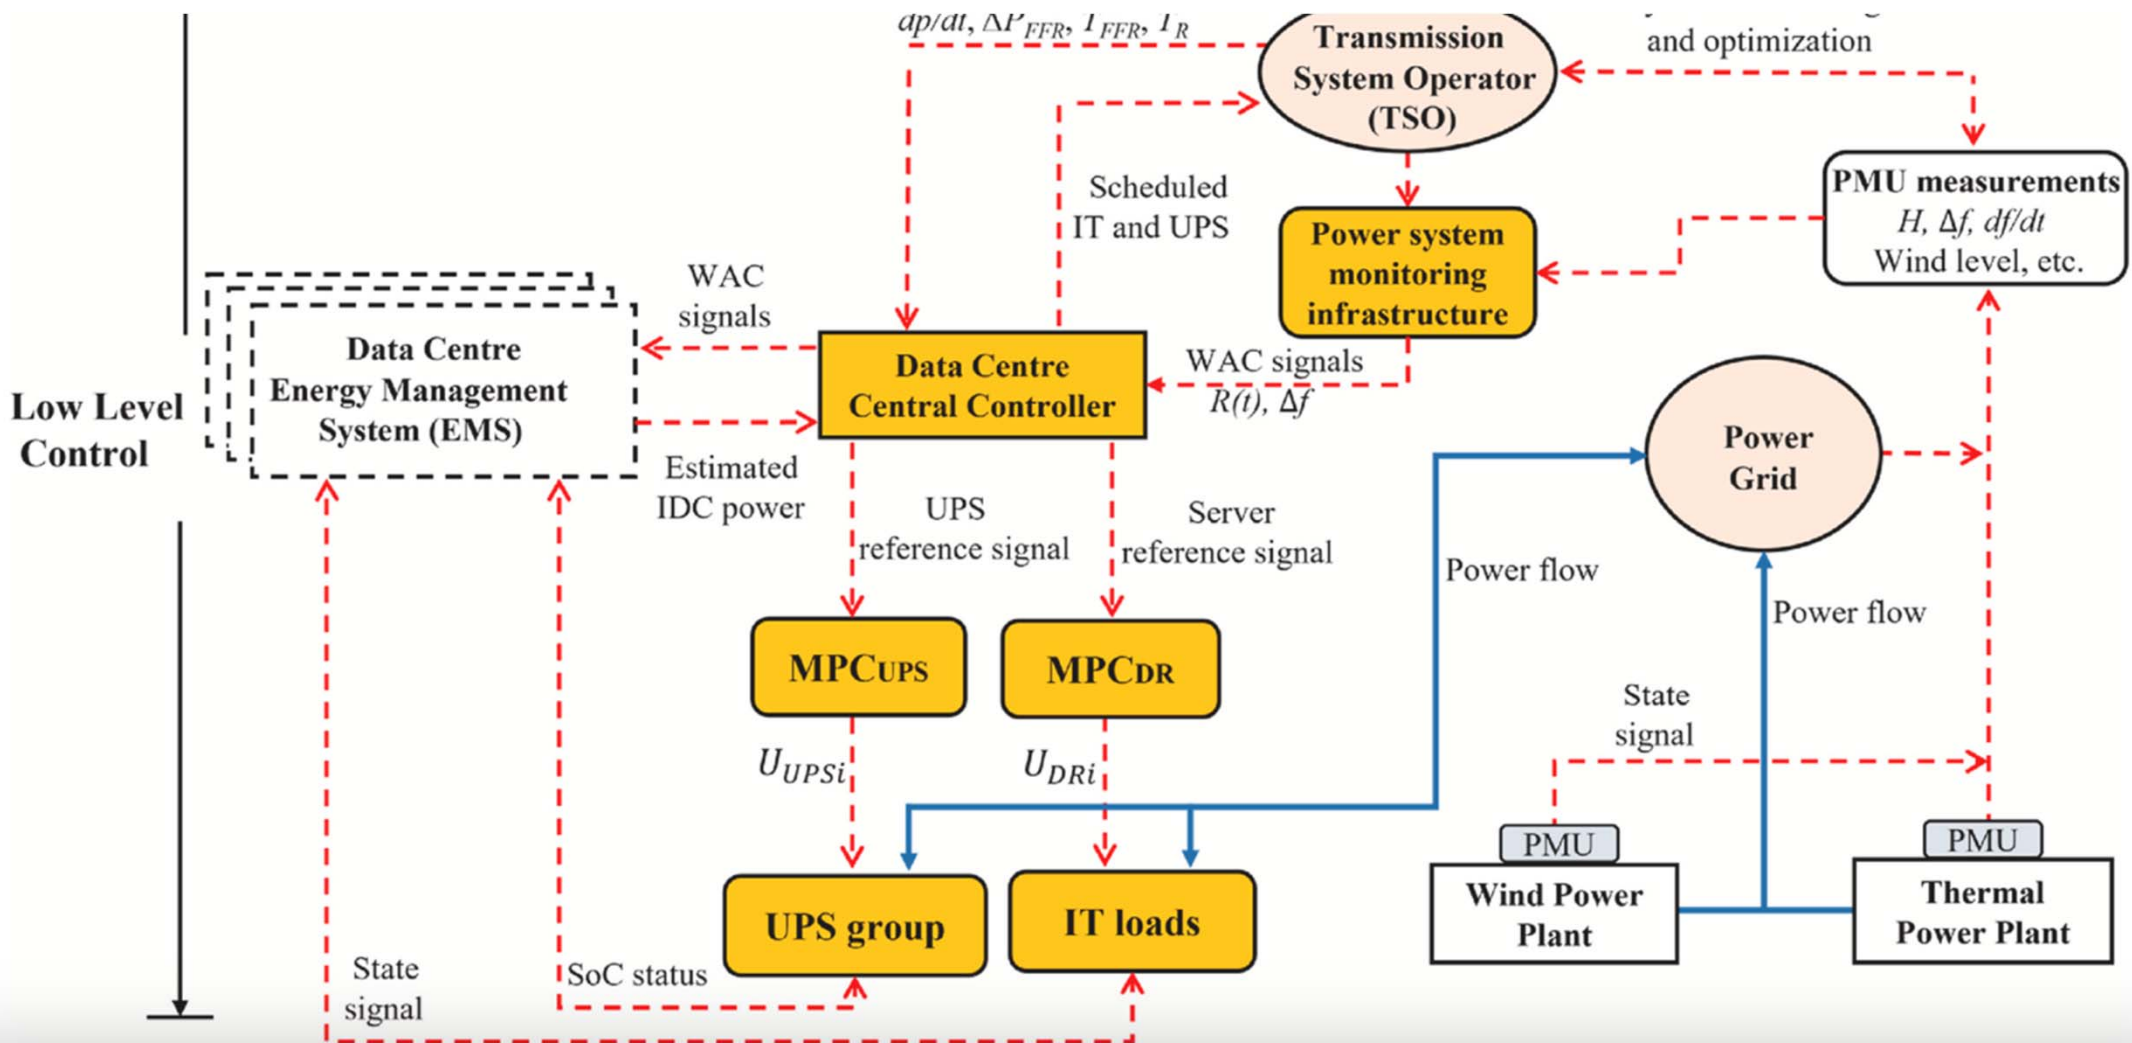 dp/dt, ΔP_FFR, T_FFR, T_R
Transmission
System Operator
(TSO)
and optimization
Scheduled
IT and UPS
PMU measurements
H, Δf, df/dt
Wind level, etc.
Power system
monitoring
infrastructure
WAC
signals
Data Centre
Energy Management
System (EMS)
Data Centre
Central Controller
WAC signals
R(t), Δf
Low Level
Control
Estimated
IDC power
UPS
reference signal
Server
reference signal
Power
Grid
Power flow
Power flow
MPCUPS
MPCDR
State
signal
U_UPSi
U_DRi
PMU
PMU
UPS group
IT loads
Wind Power
Plant
Thermal
Power Plant
State
signal
SoC status